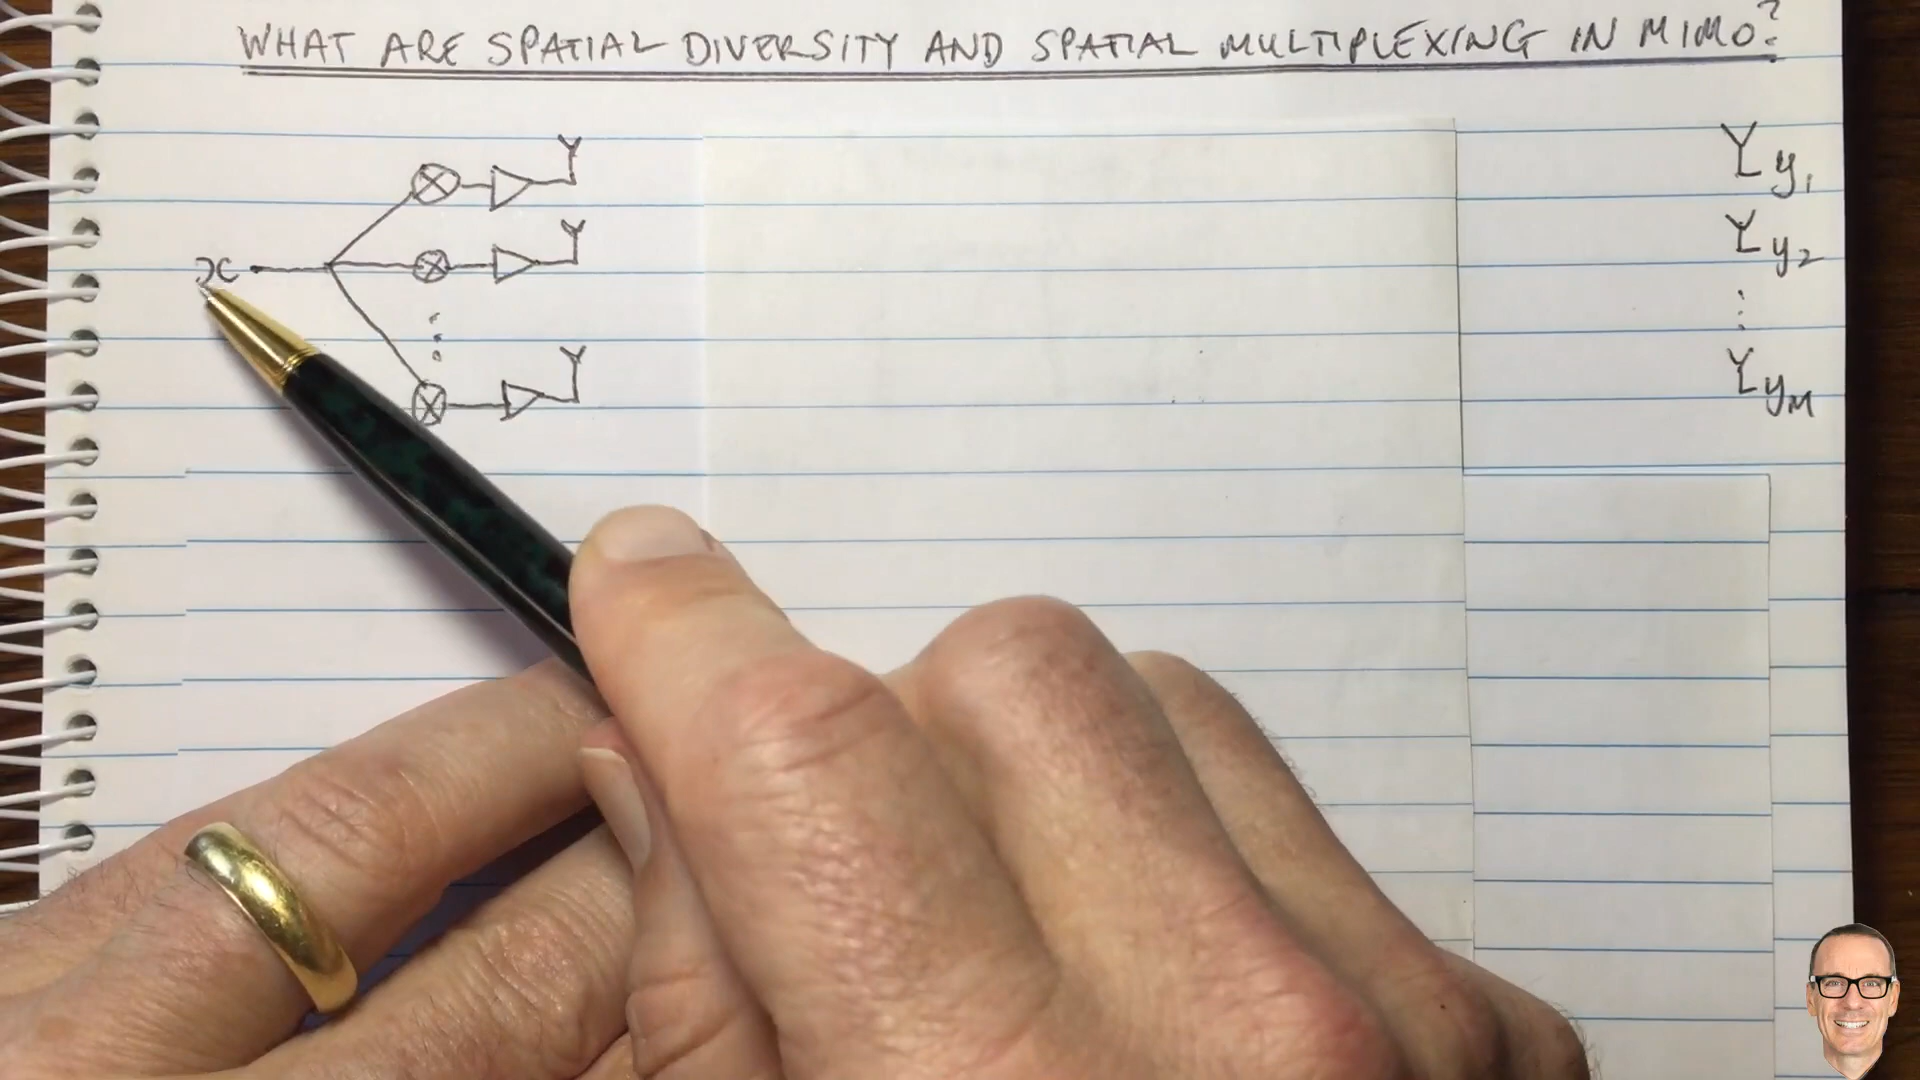 WHAT ARE SPATIAL DIVERSITY AND SPATIAL MULTIPLEXING IN MIMO?
x
y1
y2
yM